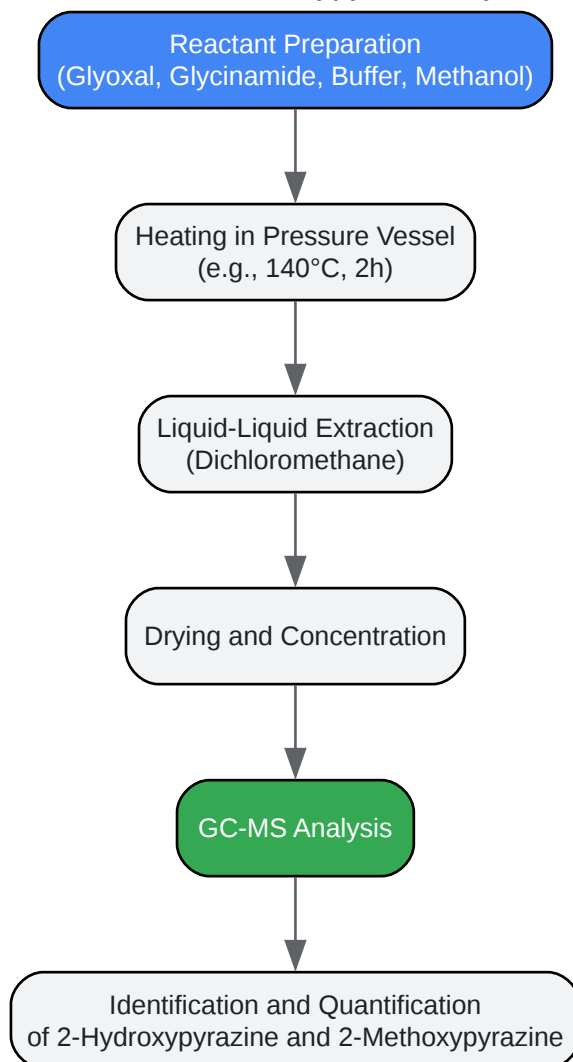 Reactant Preparation
(Glyoxal, Glycinamide, Buffer, Methanol)
Heating in Pressure Vessel
(e.g., 140°C, 2h)
Liquid-Liquid Extraction
(Dichloromethane)
Drying and Concentration
GC-MS Analysis
Identification and Quantification
of 2-Hydroxypyrazine and 2-Methoxypyrazine